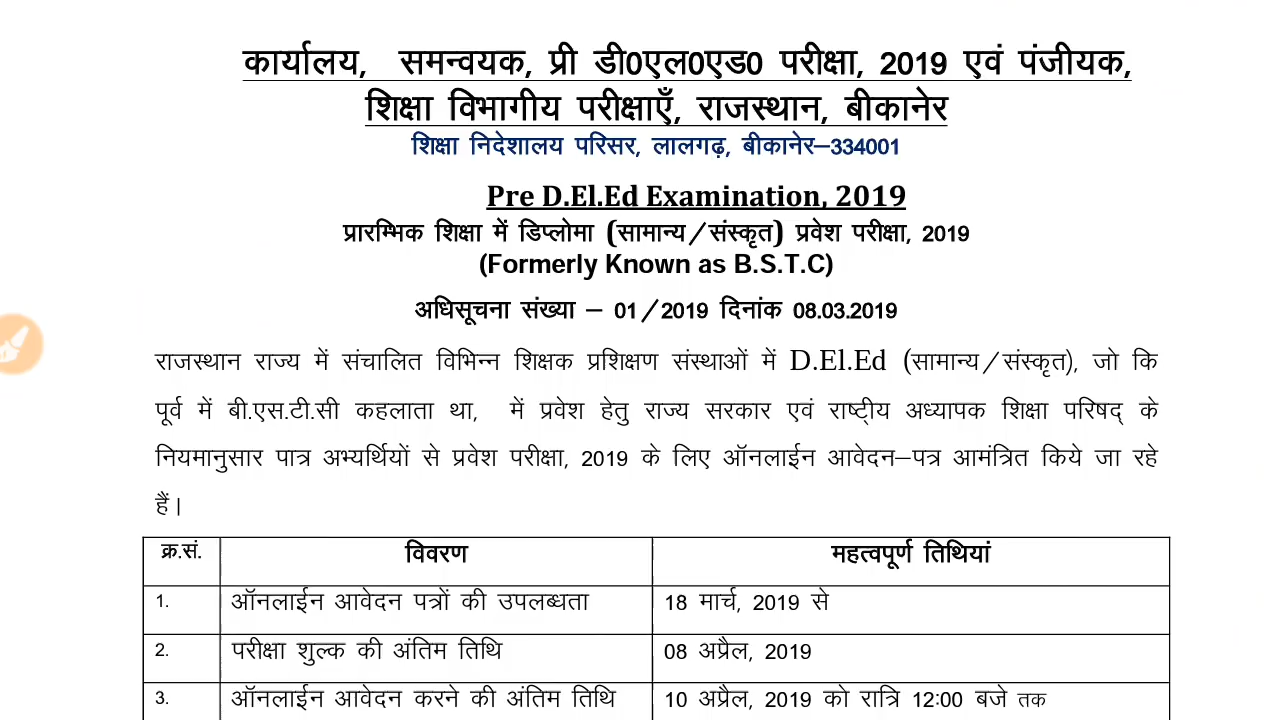 कार्यालय, समन्वयक, प्री डी0एल0एड0 परीक्षा, 2019 एवं पंजीयक,
शिक्षा विभागीय परीक्षाएँ, राजस्थान, बीकानेर
शिक्षा निदेशालय परिसर, लालगढ़, बीकानेर–334001
Pre D.El.Ed Examination, 2019
प्रारम्भिक शिक्षा में डिप्लोमा (सामान्य/संस्कृत) प्रवेश परीक्षा, 2019
(Formerly Known as B.S.T.C)
अधिसूचना संख्या – 01/2019 दिनांक 08.03.2019
राजस्थान राज्य में संचालित विभिन्न शिक्षक प्रशिक्षण संस्थाओं में D.El.Ed (सामान्य/संस्कृत), जो कि
पूर्व में बी.एस.टी.सी कहलाता था, में प्रवेश हेतु राज्य सरकार एवं राष्ट्रीय अध्यापक शिक्षा परिषद् के
नियमानुसार पात्र अभ्यर्थियों से प्रवेश परीक्षा, 2019 के लिए ऑनलाईन आवेदन–पत्र आमंत्रित किये जा रहे
हैं।
क्र.सं. विवरण महत्वपूर्ण तिथियां
1. ऑनलाईन आवेदन पत्रों की उपलब्धता 18 मार्च, 2019 से
2. परीक्षा शुल्क की अंतिम तिथि 08 अप्रैल, 2019
3. ऑनलाईन आवेदन करने की अंतिम तिथि 10 अप्रैल, 2019 को रात्रि 12:00 बजे तक